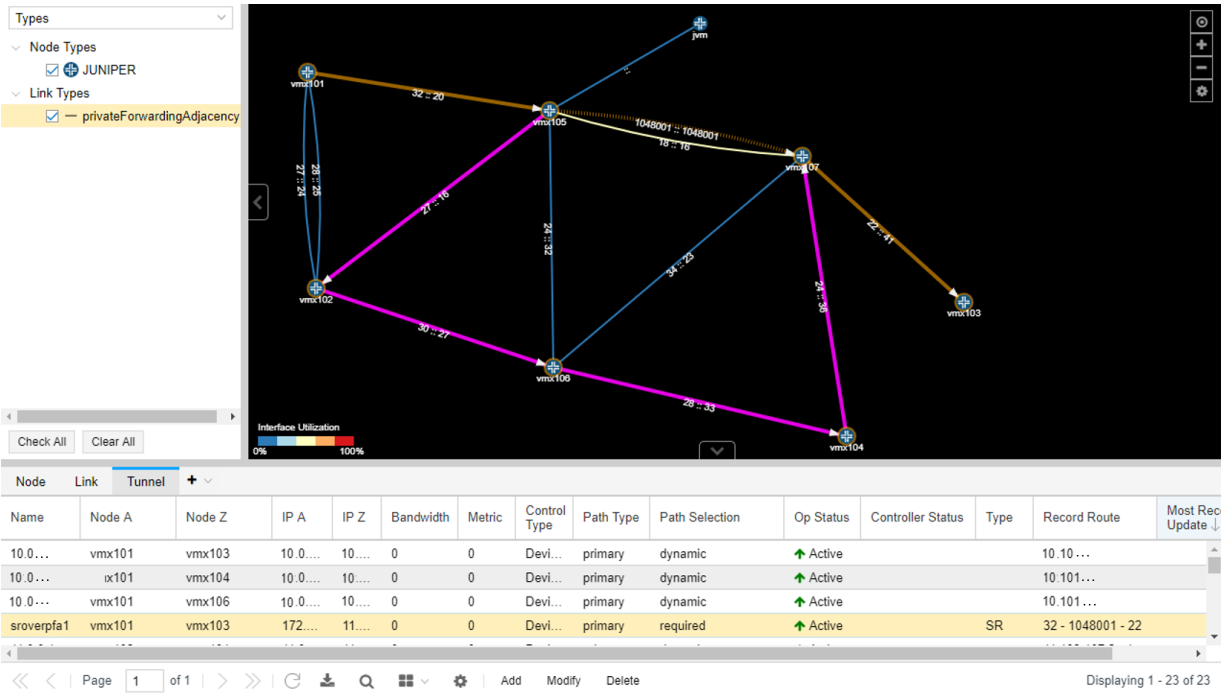 Types
Node Types
JUNIPER
Link Types
privateForwardingAdjacency
Check All Clear All
jvm
vmx101
32 :: 20
vmx105
::
1048001 :: 1048001
18 :: 16
vmx107
27 :: 24
28 :: 25
27 :: 16
24 :: 32
34 :: 23
22 :: 41
vmx102
24 :: 36
vmx103
30 :: 27
vmx106
28 :: 33
vmx104
Interface Utilization
0% 100%
Node Link Tunnel
Name Node A Node Z IP A IP Z Bandwidth Metric Control Type Path Type Path Selection Op Status Controller Status Type Record Route Most Rec Update
10.0... vmx101 vmx103 10.0.... 10.... 0 0 Devi... primary dynamic Active 10.10...
10.0... x101 vmx104 10.0.... 10.... 0 0 Devi... primary dynamic Active 10.101...
10.0... vmx101 vmx106 10.0.... 10.... 0 0 Devi... primary dynamic Active 10.101...
sroverpfa1 vmx101 vmx103 172.... 11.... 0 0 Devi... primary required Active SR 32 - 1048001 - 22
Page 1 of 1 Add Modify Delete Displaying 1 - 23 of 23